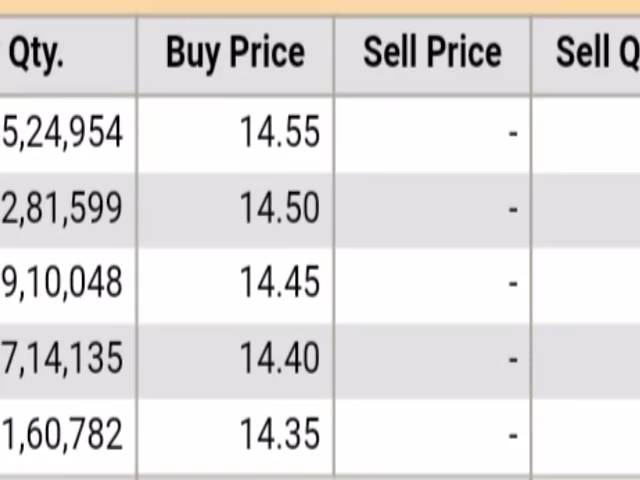 Qty. Buy Price Sell Price Sell Q
5,24,954 14.55 -
2,81,599 14.50 -
9,10,048 14.45 -
7,14,135 14.40 -
1,60,782 14.35 -